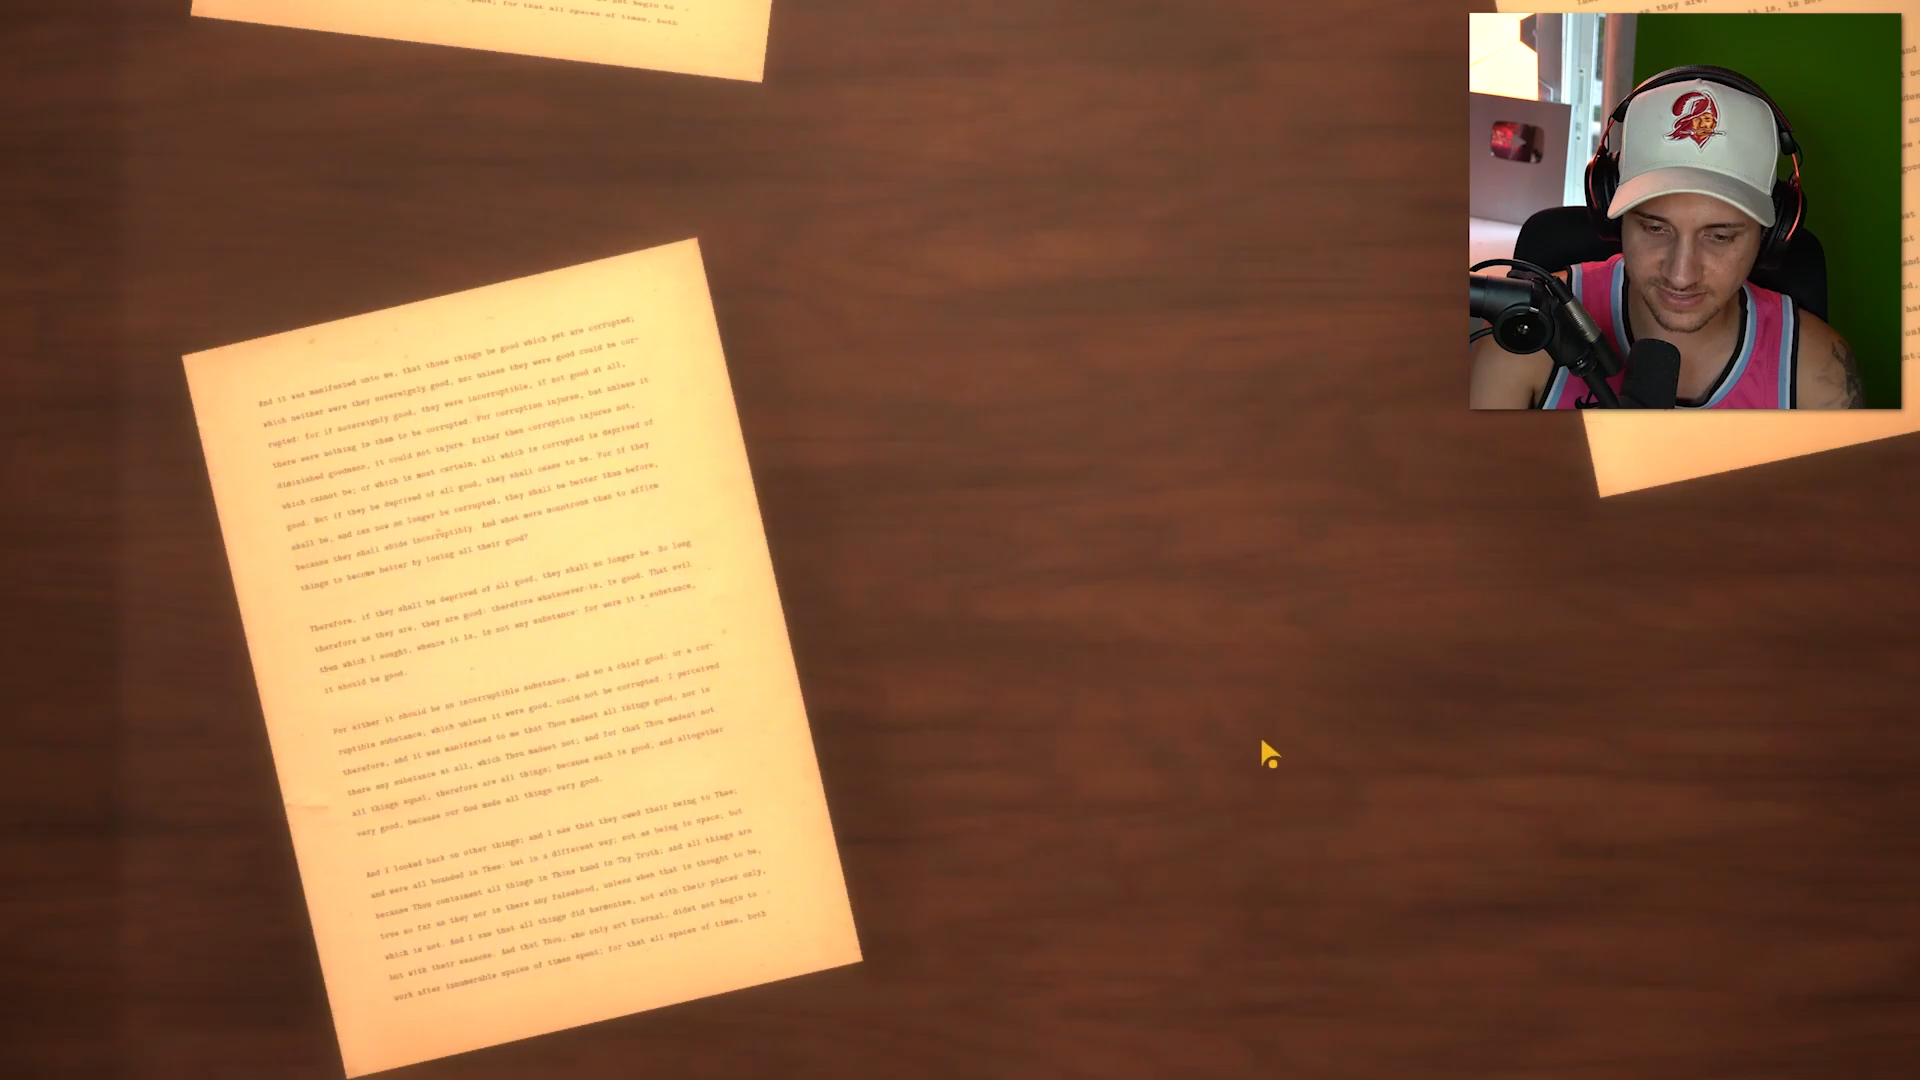 for that all spaces of times, both
And it was manifested unto me, that those things be good which yet are corrupted;
which neither were they sovereignly good, nor unless they were good could be cor-
rupted: for if sovereignly good, they were incorruptible, if not good at all,
there were nothing in them to be corrupted. For corruption injures, but unless it
diminished goodness, it could not injure. Either then corruption injures not,
which cannot be; or which is most certain, all which is corrupted is deprived of
good. But if they be deprived of all good, they shall cease to be. For if they
shall be, and can now no longer be corrupted, they shall be better than before,
because they shall abide incorruptibly. And what more monstrous than to affirm
things to become better by losing all their good?
Therefore, if they shall be deprived of all good, they shall no longer be. So long
therefore as they are, they are good: therefore whatsoever is, is good. That evil
then which I sought, whence it is, is not any substance: for were it a substance,
it should be good.
For either it should be an incorruptible substance, and so a chief good: or a cor-
ruptible substance, which unless it were good, could not be corrupted. I perceived
therefore, and it was manifested to me that Thou madest all things good, nor is
there any substance at all, which Thou madest not; and for that Thou madest not
all things equal, therefore are all things; because each is good, and altogether
very good, because our God made all things very good.
And I looked back on other things; and I saw that they owed their being to Thee;
and were all bounded in Thee: but in a different way; not as being in space; but
because Thou containest all things in Thine hand in Thy Truth; and all things are
true so far as they nor is there any falsehood, unless when that is thought to be,
which is not. And I saw that all things did harmonise, not with their places only,
but with their seasons. And that Thou, who only art Eternal, didst not begin to
work after innumerable spaces of times spent; for that all spaces of times, both